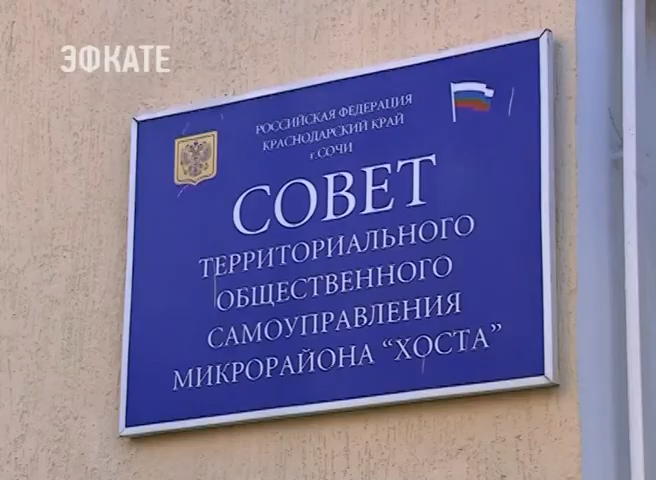 ЭФКАТЕ
РОССИЙСКАЯ ФЕДЕРАЦИЯ
КРАСНОДАРСКИЙ КРАЙ
г.СОЧИ
СОВЕТ
ТЕРРИТОРИАЛЬНОГО
ОБЩЕСТВЕННОГО
САМОУПРАВЛЕНИЯ
МИКРОРАЙОНА “ХОСТА”